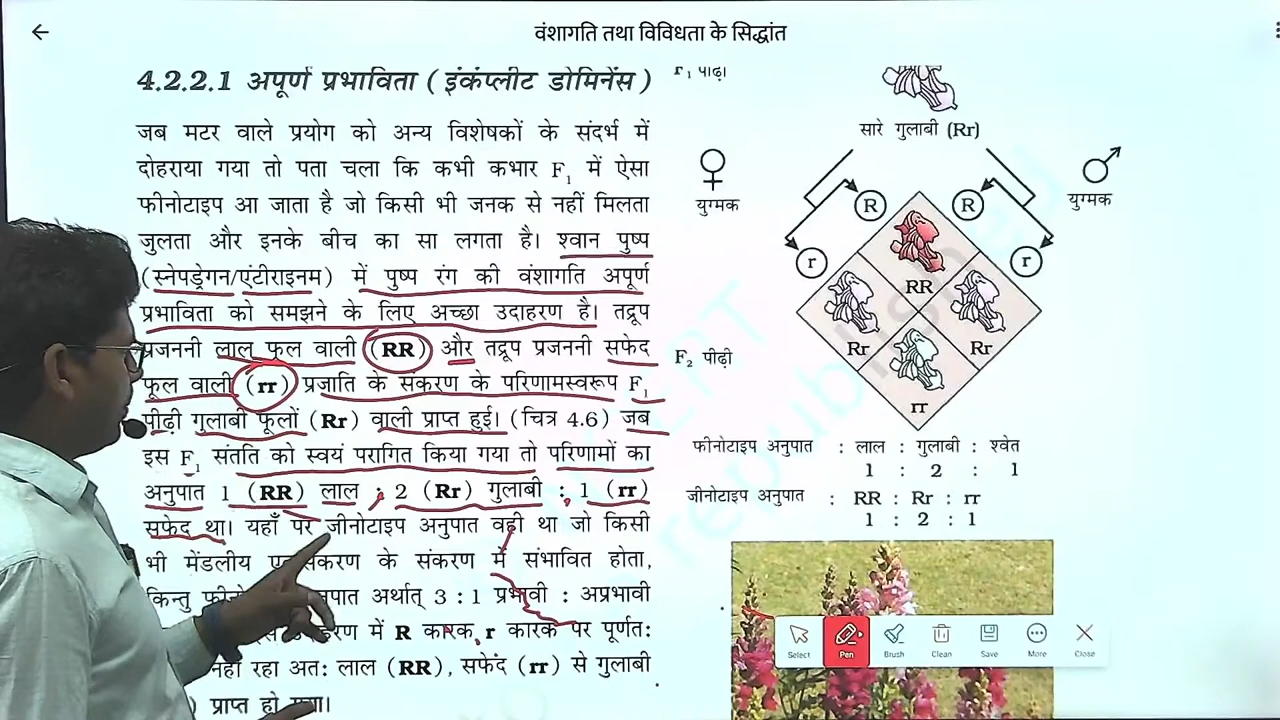 वंशागति तथा विविधता के सिद्धांत
4.2.2.1 अपूर्ण प्रभाविता ( इंकंप्लीट डोमिनेंस )
जब मटर वाले प्रयोग को अन्य विशेषकों के संदर्भ में
दोहराया गया तो पता चला कि कभी कभार F1 में ऐसा
फीनोटाइप आ जाता है जो किसी भी जनक से नहीं मिलता
जुलता और इनके बीच का सा लगता है। श्वान पुष्प
(स्नेपड्रेगन/एंटीराइनम) में पुष्प रंग की वंशागति अपूर्ण
प्रभाविता को समझने के लिए अच्छा उदाहरण है। तद्रूप
प्रजननी लाल फूल वाली (RR) और तद्रूप प्रजननी सफेद
फूल वाली (rr) प्रजाति के संकरण के परिणामस्वरूप F1
पीढ़ी गुलाबी फूलों (Rr) वाली प्राप्त हुई। (चित्र 4.6) जब
इस F1 संतति को स्वयं परागित किया गया तो परिणामों का
अनुपात 1 (RR) लाल : 2 (Rr) गुलाबी : 1 (rr)
सफेद था। यहाँ पर जीनोटाइप अनुपात वही था जो किसी
भी मेंडलीय संकरण के संकरण में संभावित होता,
किन्तु अर्थात् 3 : 1 प्रभावी : अप्रभावी
में R कारक, r कारक पर पूर्णत:
नहीं रहा अत: लाल (RR), सफेद (rr) से गुलाबी
) प्राप्त हो गया।
F1 पीढ़ी
सारे गुलाबी (Rr)
युग्मक
युग्मक
R
R
r
r
RR
Rr
Rr
rr
F2 पीढ़ी
फीनोटाइप अनुपात : लाल : गुलाबी : श्वेत
1 : 2 : 1
जीनोटाइप अनुपात : RR : Rr : rr
1 : 2 : 1
Select Pen Brush Clean Save More Close